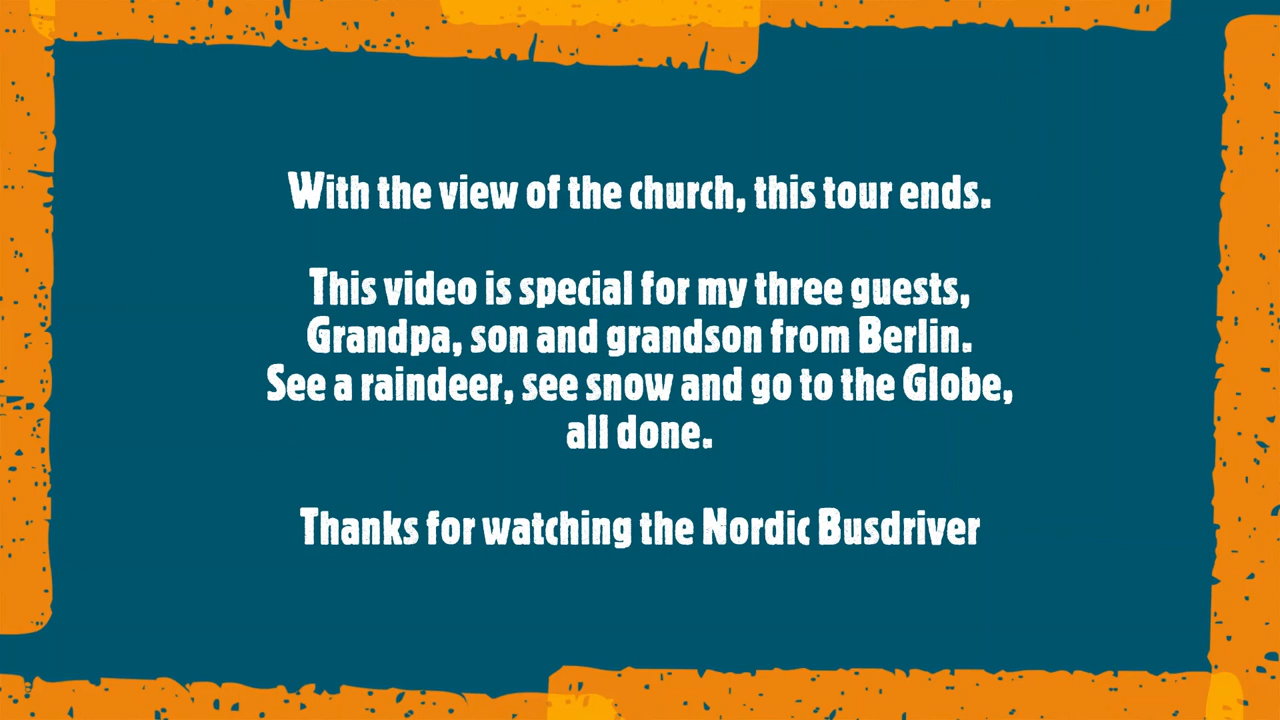 With the view of the church, this tour ends.
This video is special for my three guests,
Grandpa, son and grandson from Berlin.
See a raindeer, see snow and go to the Globe,
all done.
Thanks for watching the Nordic Busdriver